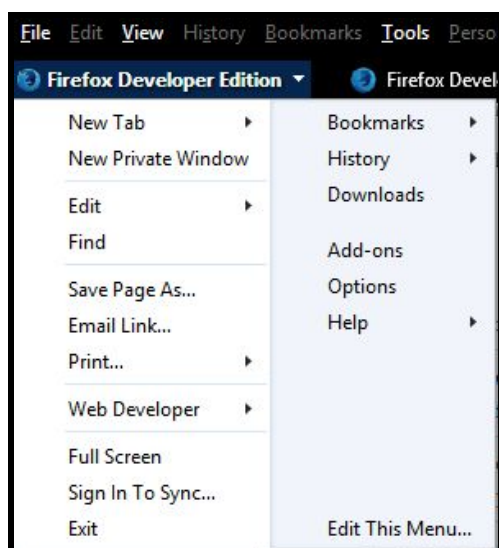 File Edit View History Bookmarks Tools Perso
Firefox Developer Edition Firefox Devel
New Tab
New Private Window
Edit
Find
Save Page As...
Email Link...
Print...
Web Developer
Full Screen
Sign In To Sync...
Exit
Bookmarks
History
Downloads
Add-ons
Options
Help
Edit This Menu...